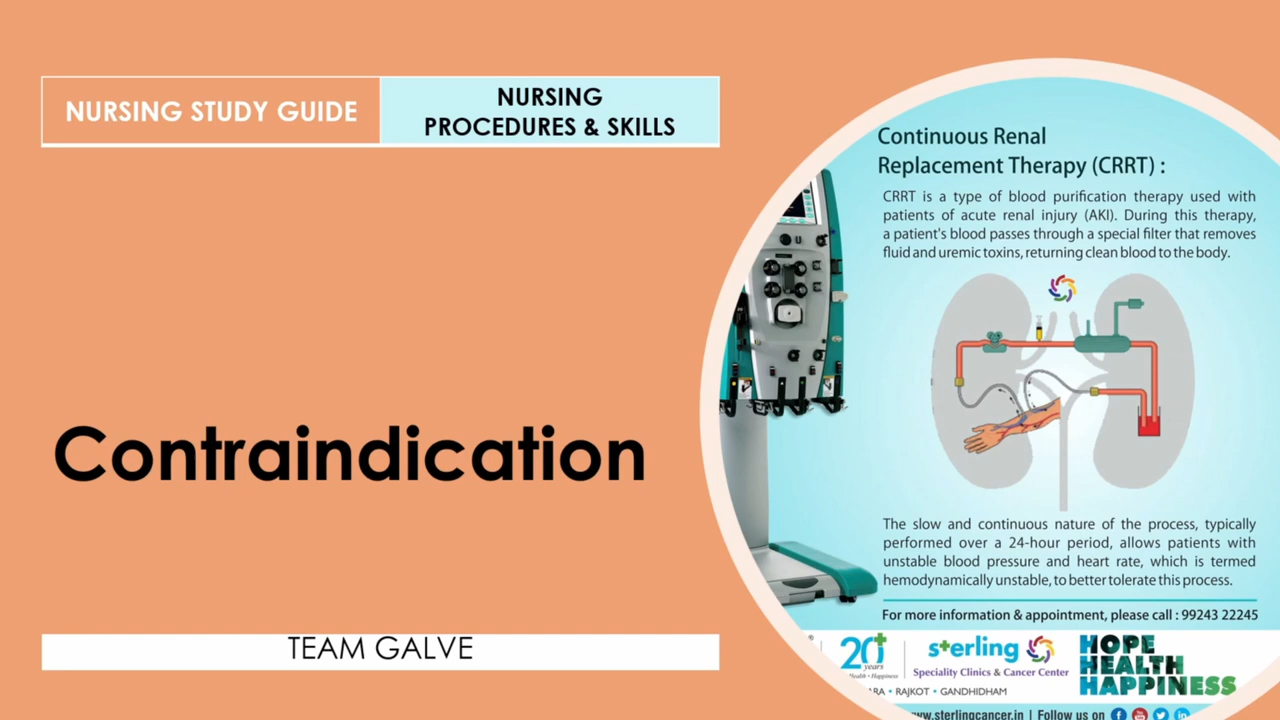 NURSING STUDY GUIDE
NURSING
PROCEDURES & SKILLS
Contraindication
TEAM GALVE
Continuous Renal
Replacement Therapy (CRRT) :
CRRT is a type of blood purification therapy used with
patients of acute renal injury (AKI). During this therapy,
a patient's blood passes through a special filter that removes
fluid and uremic toxins, returning clean blood to the body.
The slow and continuous nature of the process, typically
performed over a 24-hour period, allows patients with
unstable blood pressure and heart rate, which is termed
hemodynamically unstable, to better tolerate this process.
For more information & appointment, please call : 99243 22245
20 years
Health • Happiness
sterling
Speciality Clinics & Cancer Center
HOPE
HEALTH
HAPPINESS
• RAJKOT • GANDHIDHAM
www.sterlingcancer.in | Follow us on